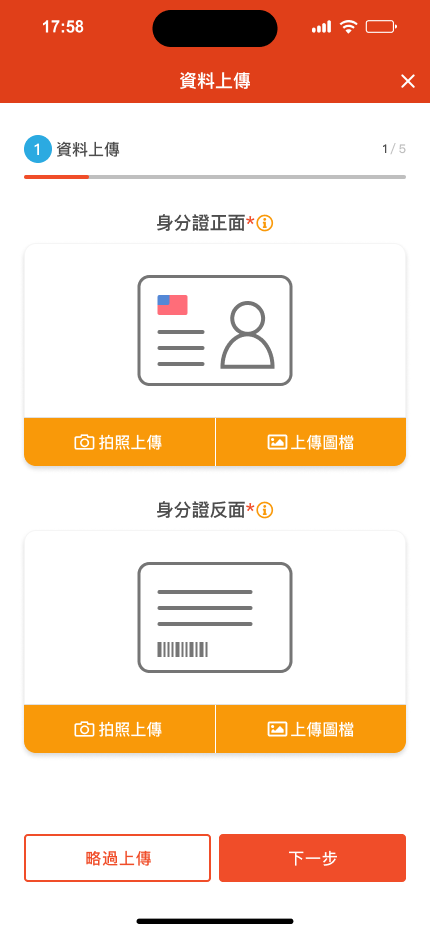 17:58
資料上傳
1 資料上傳 1 / 5
身分證正面*
拍照上傳 上傳圖檔
身分證反面*
拍照上傳 上傳圖檔
略過上傳 下一步